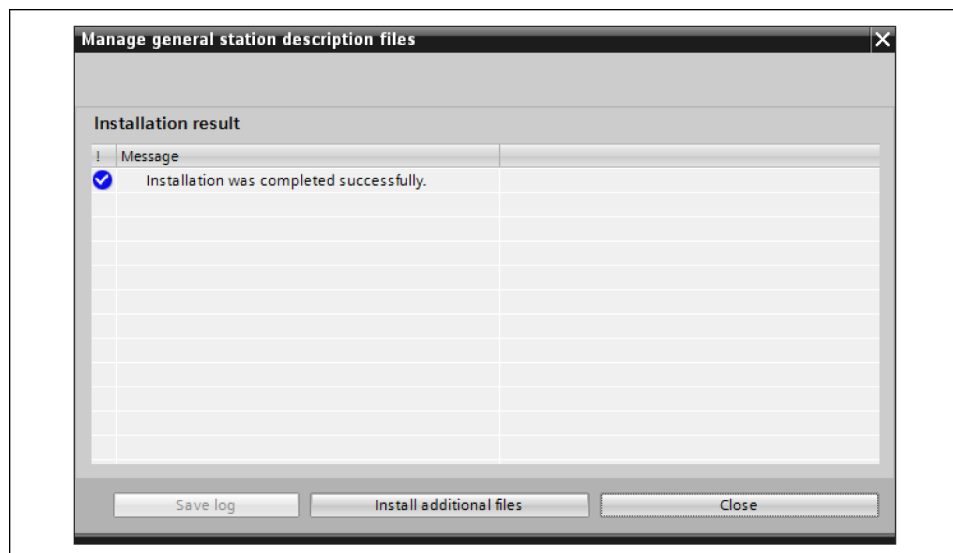 Manage general station description files
Installation result
! Message
Installation was completed successfully.
Save log Install additional files Close